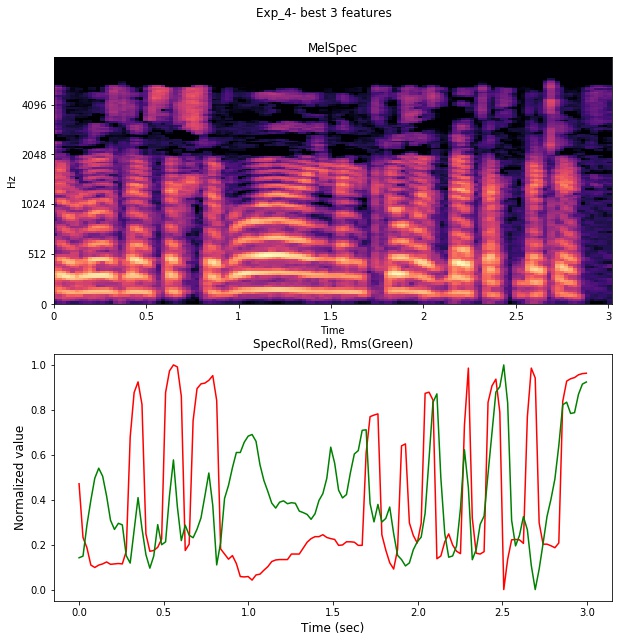 Exp_4- best 3 features
MelSpec
4096
2048
1024
512
0
Hz
0 0.5 1 1.5 2 2.5 3
Time
SpecRol(Red), Rms(Green)
1.0
0.8
0.6
0.4
0.2
0.0
Normalized value
0.0 0.5 1.0 1.5 2.0 2.5 3.0
Time (sec)